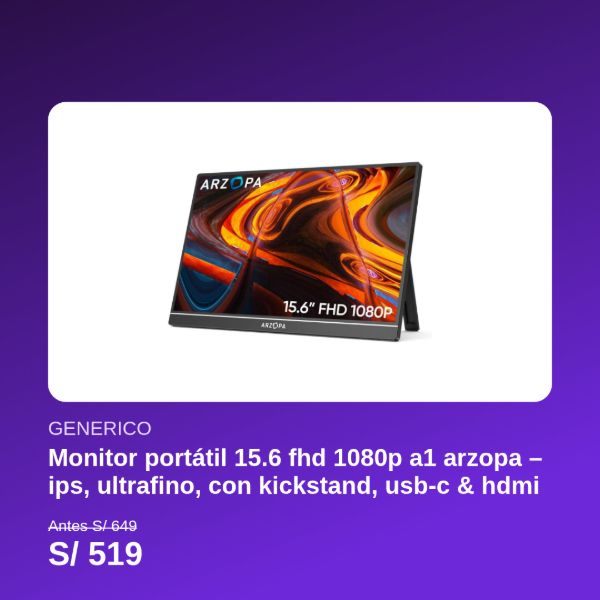 ARZOPA
15.6” FHD 1080P
ARZOPA
GENERICO
Monitor portátil 15.6 fhd 1080p a1 arzopa –
ips, ultrafino, con kickstand, usb-c & hdmi
Antes S/ 649
S/ 519